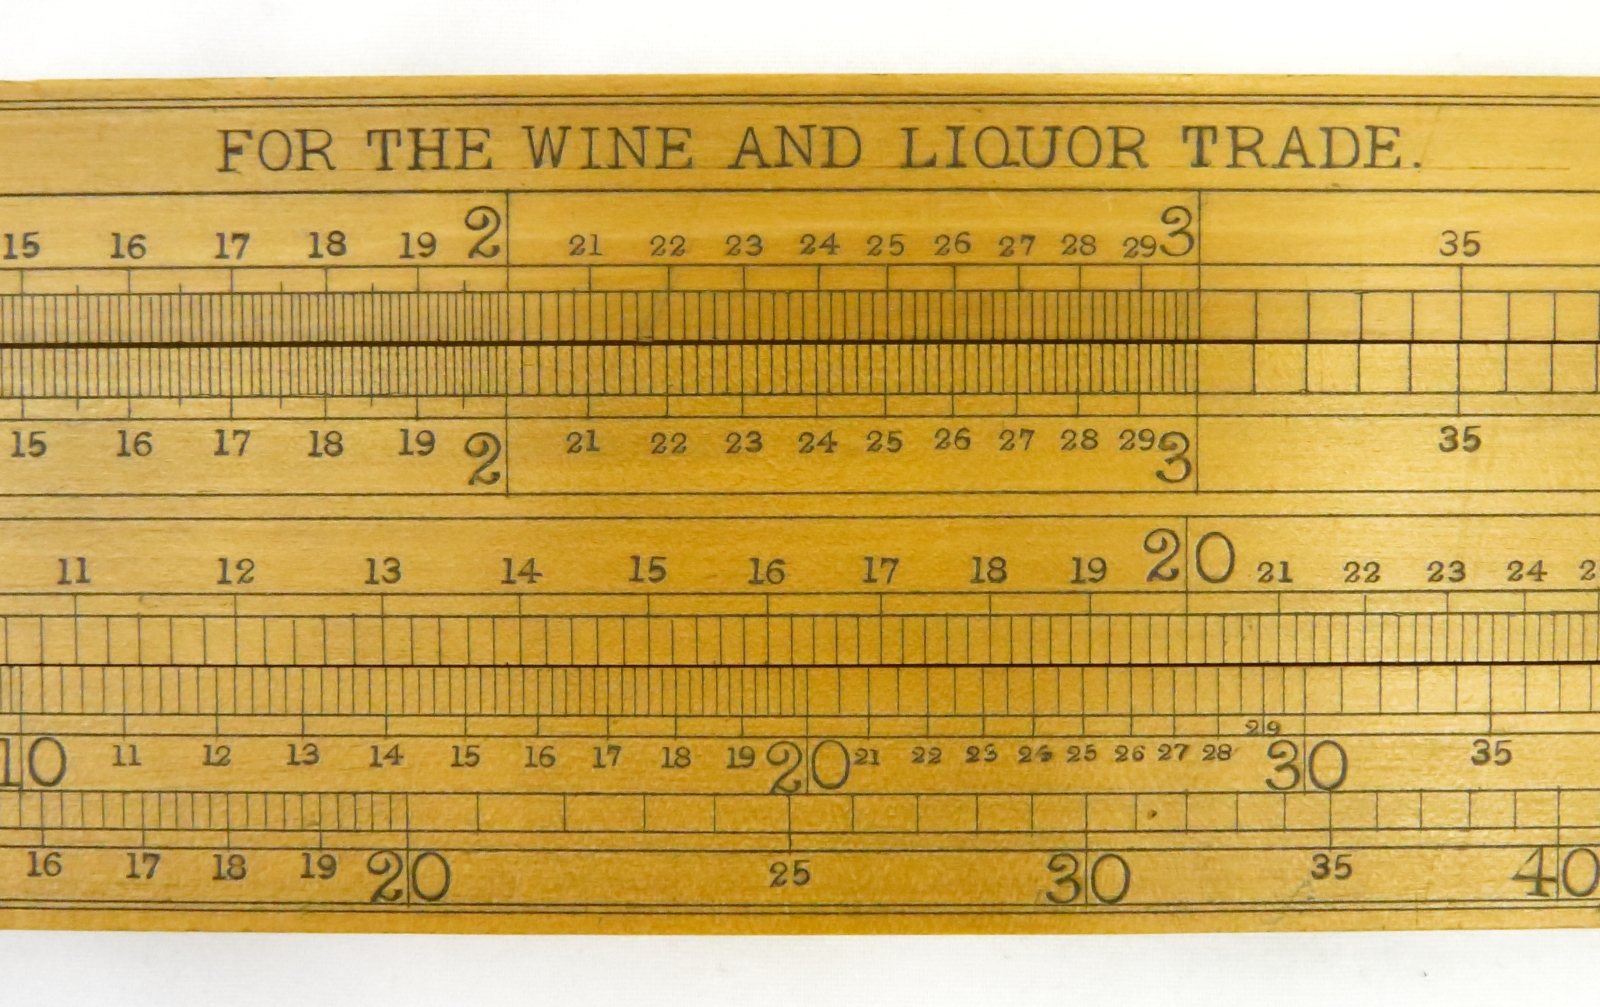 FOR THE WINE AND LIQUOR TRADE.
15 16 17 18 19 2 21 22 23 24 25 26 27 28 29 3 35
15 16 17 18 19 2 21 22 23 24 25 26 27 28 29 3 35
11 12 13 14 15 16 17 18 19 20 21 22 23 24 2
10 11 12 13 14 15 16 17 18 19 20 21 22 23 24 25 26 27 28 29 30 35
16 17 18 19 20 25 30 35 40